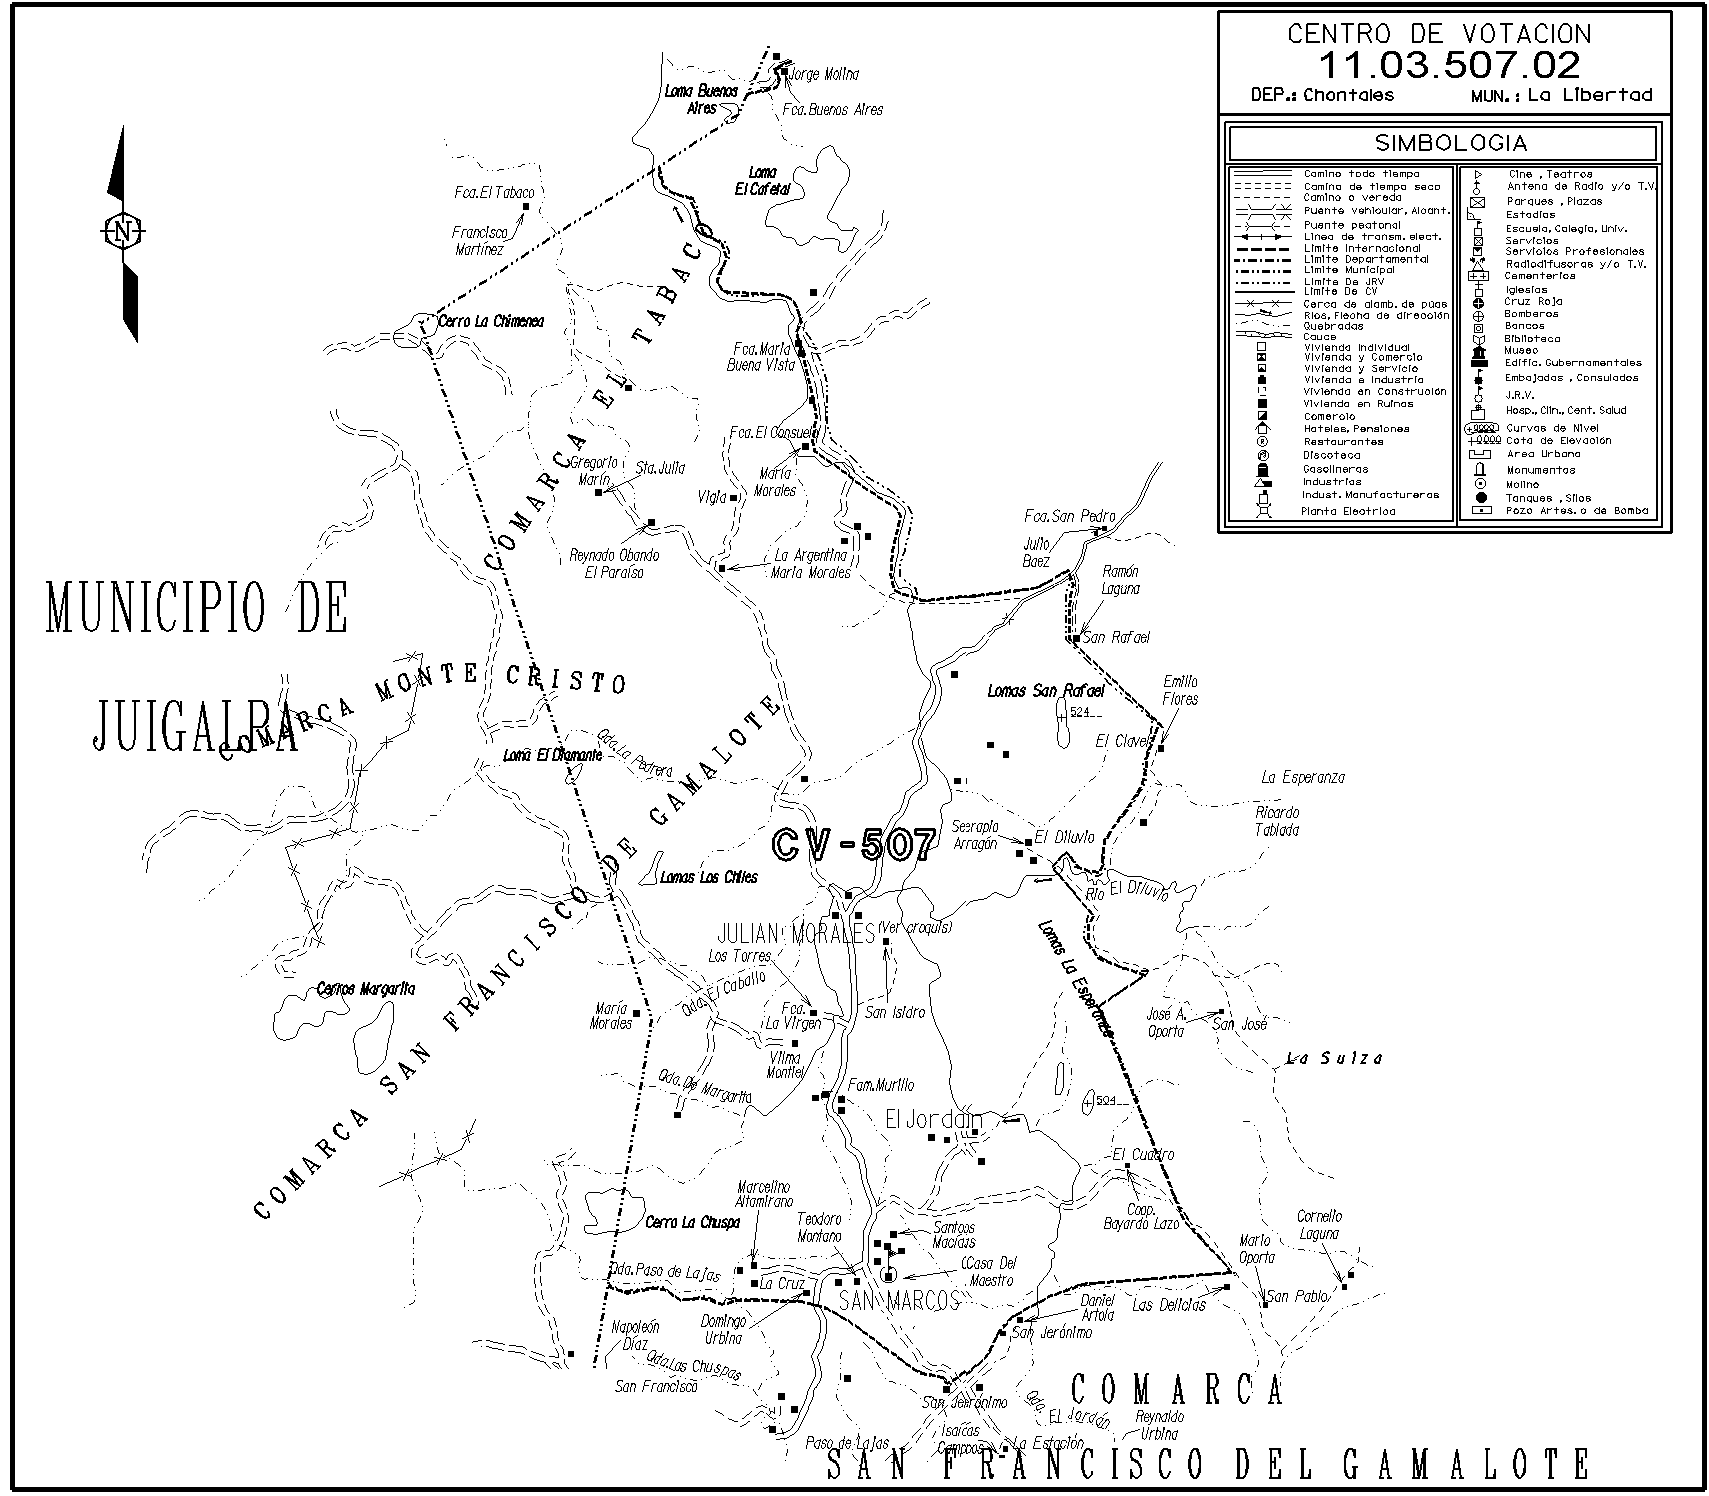 CENTRO DE VOTACION
11.03.507.02
DEP.: Chontales MUN.: La Libertad
SIMBOLOGIA
Camino todo tiempo
Camino de tiempo seco
Camino o vereda
Puente vehicular, Alcant.
Puente peatonal
Linea de transm. elect.
Limite Internacional
Limite Departamental
Limite Municipal
Limite De JRV
Limite De CV
Cerca de alamb. de púas
Rios, Flecha de dirección
Quebradas
Cauce
Vivienda Individual
Vivienda y Comercio
Vivienda y Servicio
Vivienda e Industria
Vivienda en Construción
Vivienda en Ruinas
Comercio
Hoteles, Pensiones
Restaurantes
Discoteca
Gasolineras
Industrias
Indust. Manufactureras
Planta Electrica
Cine , Teatros
Antena de Radio y/o T.V.
Parques , Plazas
Estadios
Escuela, Colegio, Univ.
Servicios
Servicios Profesionales
Radiodifusoras y/o T.V.
Cementerios
Iglesias
Cruz Roja
Bomberos
Bancos
Biblioteca
Museo
Edific. Gubernamentales
Embajadas , Consulados
J.R.V.
Hosp., Clin., Cent. Salud
Curvas de Nivel
Cota de Elevación
Area Urbana
Monumentos
Molino
Tanques , Silos
Pozo Artes. o de Bomba
N
Jorge Molina
Loma Buenos
Aires
Fca. Buenos Aires
Loma
El Cafetal
Fca. El Tabaco
Francisco
Martínez
COMARCA EL TABACO
Cerro La Chimenea
Fca. María
Buena Vista
Fca. El Consuelo
Gregorio
Marín
Sta. Julia
María
Morales
Vigía
Fca. San Pedro
Julio
Baez
Reynado Obando
El Paraíso
La Argentina
María Morales
Ramón
Laguna
San Rafael
MUNICIPIO DE
JUIGALPA
COMARCA MONTE CRISTO
Lomas San Rafael
524
Emilio
Flores
El Clavel
Loma El Diamante
Qda. La Pedrera
La Esperanza
Ricardo
Tablada
CV-507
Serapio
Arragón
El Diluvio
Lomas Los Chiles
Rio El Diluvio
COMARCA SAN FRANCISCO DE GAMALOTE
JULIAN MORALES
(Ver croquis)
Los Torres
Lomas La Esperanza
Cerros Margarita
Qda. El Caballo
María
Morales
Fca.
La Virgen
San Isidro
José A.
Oporta
San José
Vilma
Montiel
La Suiza
Qda. De Margarita
Fam. Murillo
504
El Jordain
El Cuadro
Marcelino
Altamirano
Coop.
Bayardo Lazo
Cerro La Chuspa
Teodoro
Montano
Santos
Macías
Cornelio
Laguna
Mario
Oporta
Qda. Paso de Lajas
La Cruz
(Casa Del
Maestro
SAN MARCOS
San Pablo
Las Delicias
Daniel
Artola
Napoleón
Díaz
Domingo
Urbina
San Jerónimo
Qda. Las Chuspas
San Francisco
San Jerónimo
Qda.
El Jordán
Reynaldo
Urbina
Paso de Lajas
Isaías
Campos
La Estación
COMARCA
SAN FRANCISCO DEL GAMALOTE